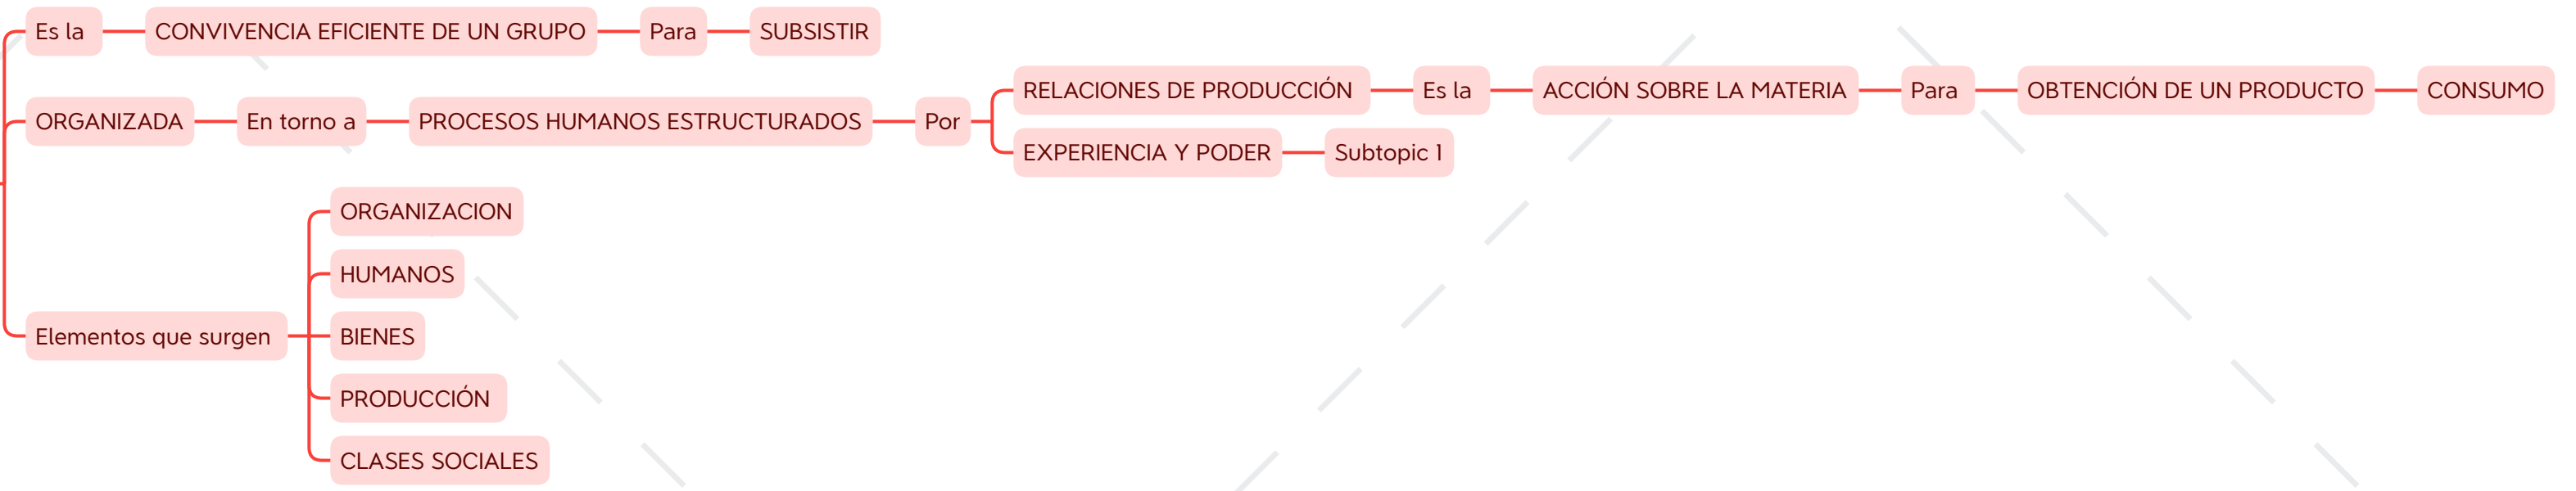 Es la
CONVIVENCIA EFICIENTE DE UN GRUPO
Para
SUBSISTIR
ORGANIZADA
En torno a
PROCESOS HUMANOS ESTRUCTURADOS
Por
RELACIONES DE PRODUCCIÓN
Es la
ACCIÓN SOBRE LA MATERIA
Para
OBTENCIÓN DE UN PRODUCTO
CONSUMO
EXPERIENCIA Y PODER
Subtopic 1
Elementos que surgen
ORGANIZACION
HUMANOS
BIENES
PRODUCCIÓN
CLASES SOCIALES